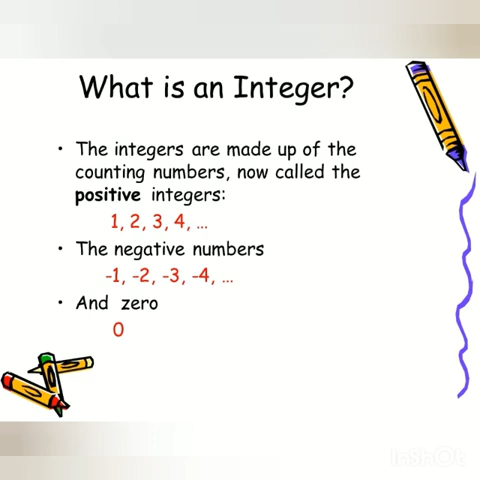 What is an Integer?
• The integers are made up of the
counting numbers, now called the
positive integers:
1, 2, 3, 4, ...
• The negative numbers
-1, -2, -3, -4, ...
• And zero
0
InShOt